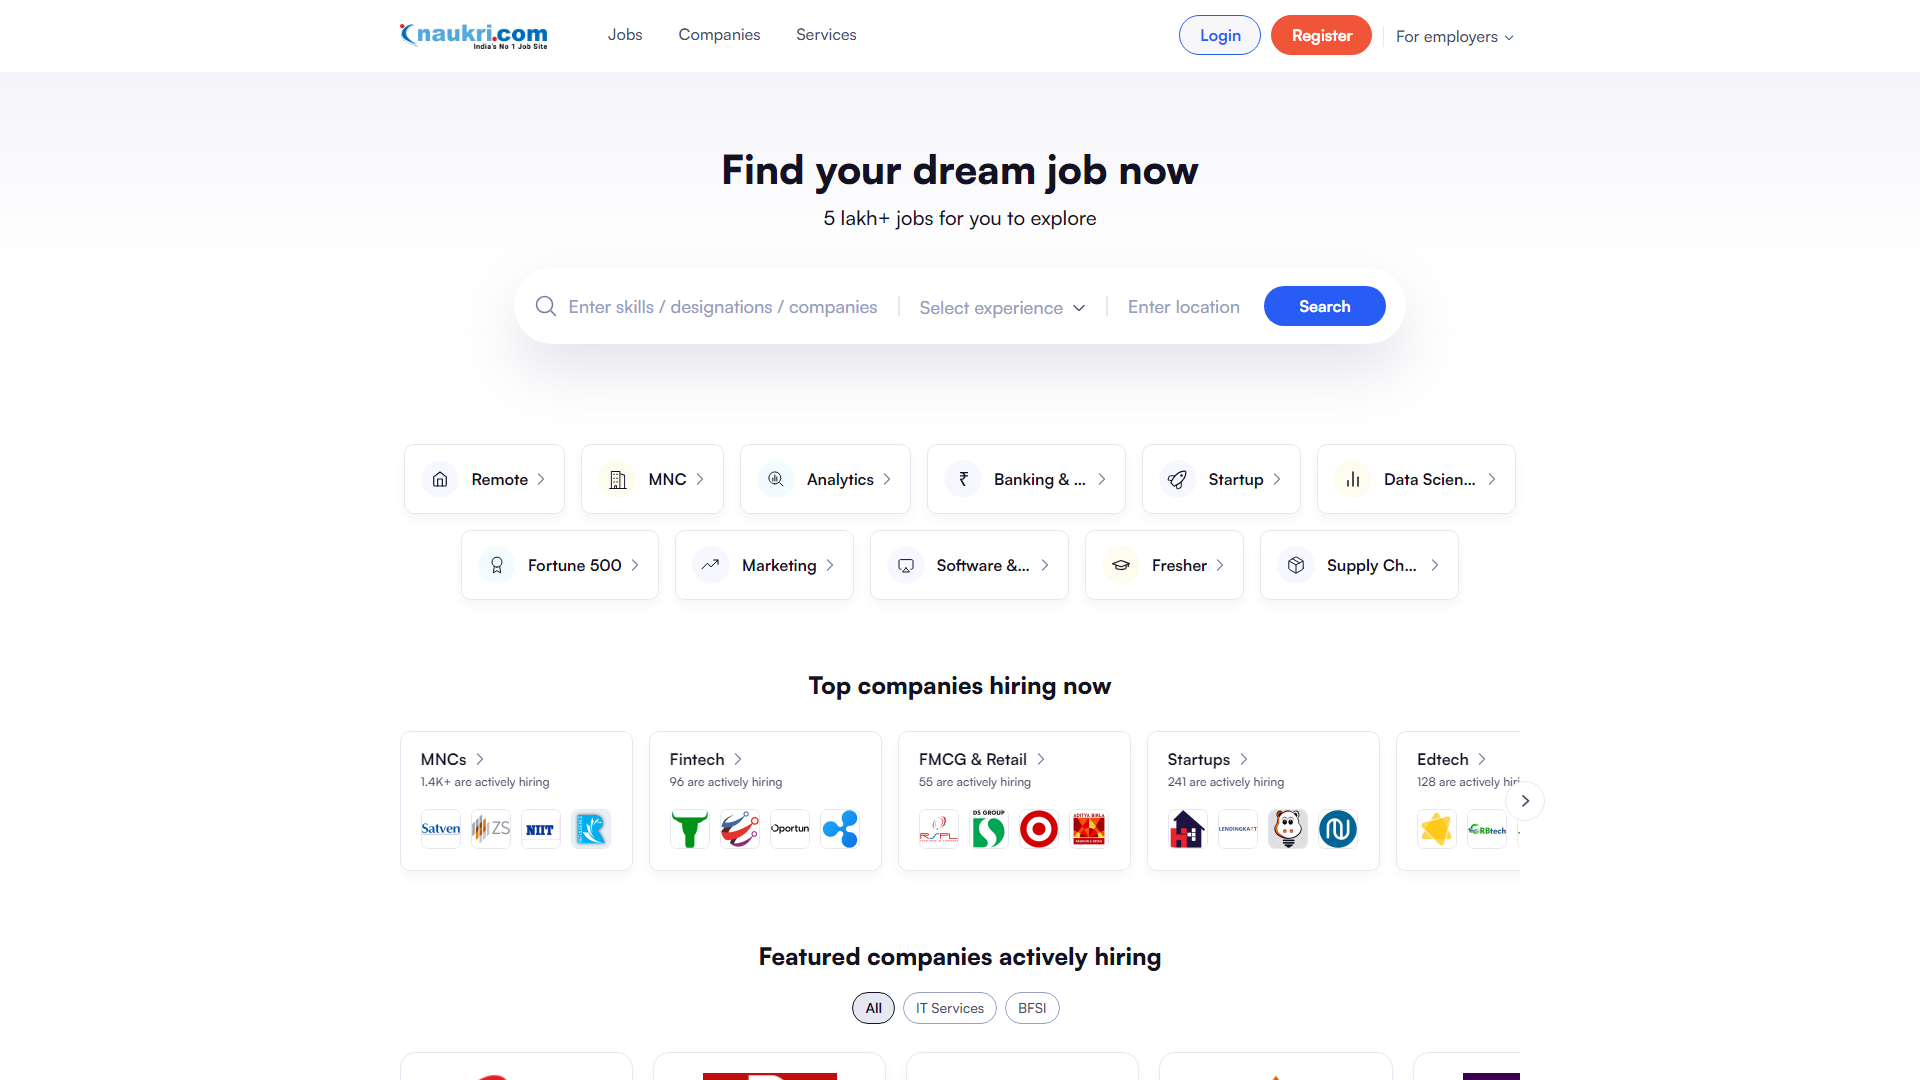 naukri.com
India's No 1 Job Site
Jobs
Companies
Services
Login
Register
For employers
Find your dream job now
5 lakh+ jobs for you to explore
Enter skills / designations / companies
Select experience
Enter location
Search
Remote
MNC
Analytics
Banking & ...
Startup
Data Scien...
Fortune 500
Marketing
Software &...
Fresher
Supply Ch...
Top companies hiring now
MNCs
1.4K+ are actively hiring
Satven
ZS
NIIT
Fintech
96 are actively hiring
Oportun
FMCG & Retail
55 are actively hiring
RSPL
DS GROUP
ADITYA BIRLA
Startups
241 are actively hiring
LENDINGKART
Edtech
128 are actively hiri
CRBtech
Featured companies actively hiring
All
IT Services
BFSI